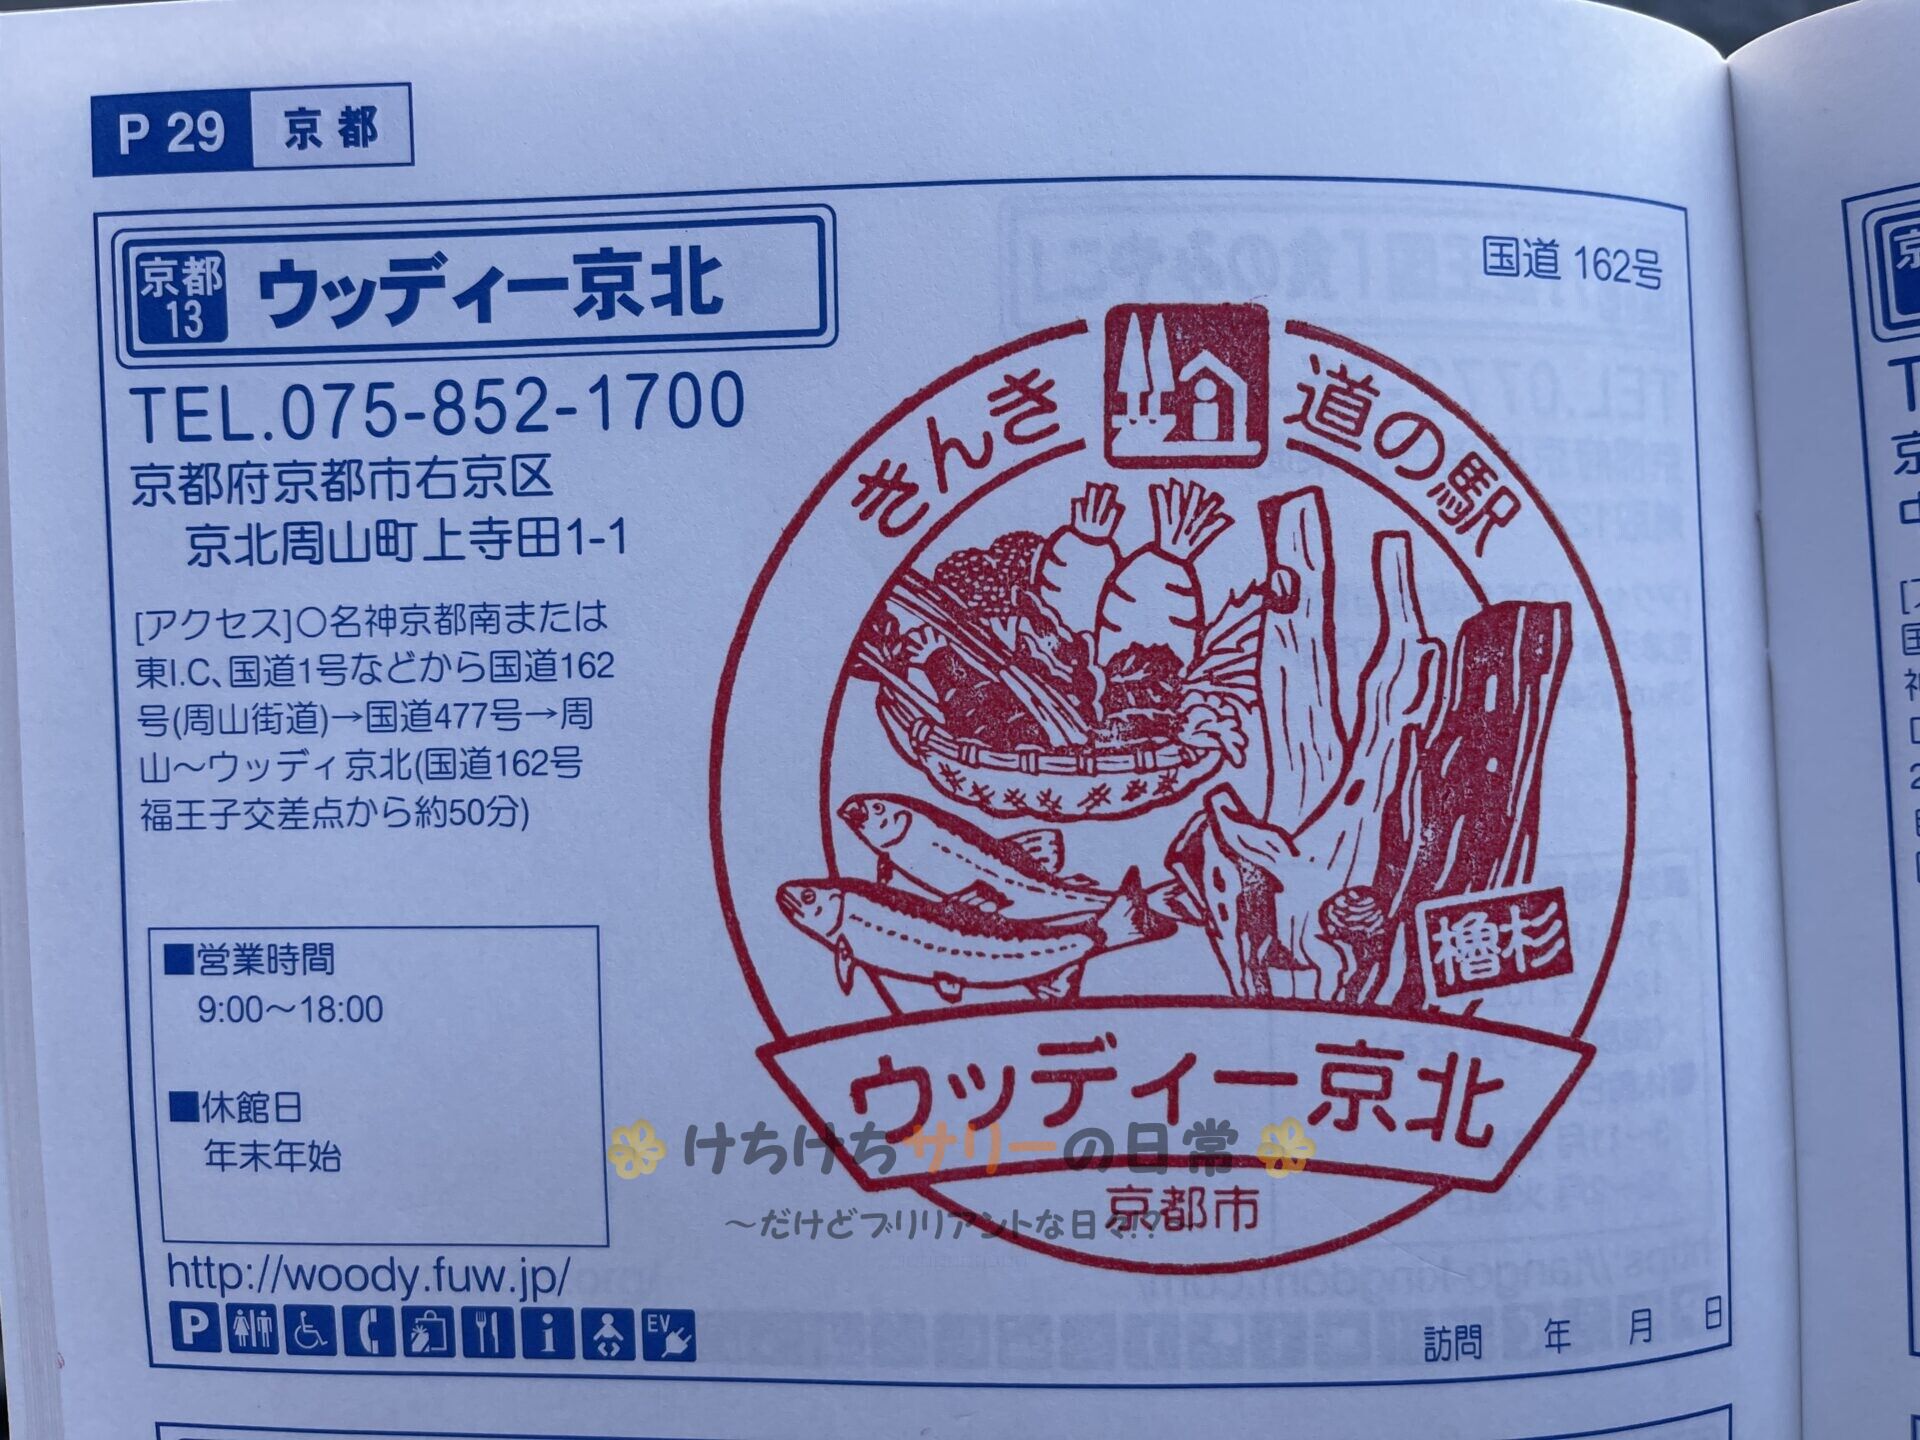 P 29 京都
京都
13
ウッディー京北
国道 162号
TEL.075-852-1700
京都府京都市右京区
京北周山町上寺田1-1
[アクセス]○名神京都南または
東I.C、国道1号などから国道162
号(周山街道)→国道477号→周
山～ウッディ京北(国道162号
福王子交差点から約50分)
■営業時間
9:00～18:00
■休館日
年末年始
http://woody.fuw.jp/
P
EV
きんき 道の駅
櫓杉
ウッディー京北
京都市
けちけちサリーの日常
～だけどブリリアントな日々!?～
訪問 年 月 日